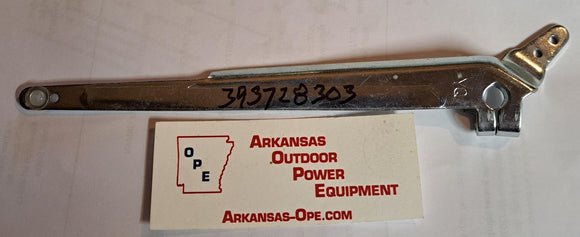 393728303
OPE
ARKANSAS
OUTDOOR
POWER
EQUIPMENT
ARKANSAS-OPE.COM